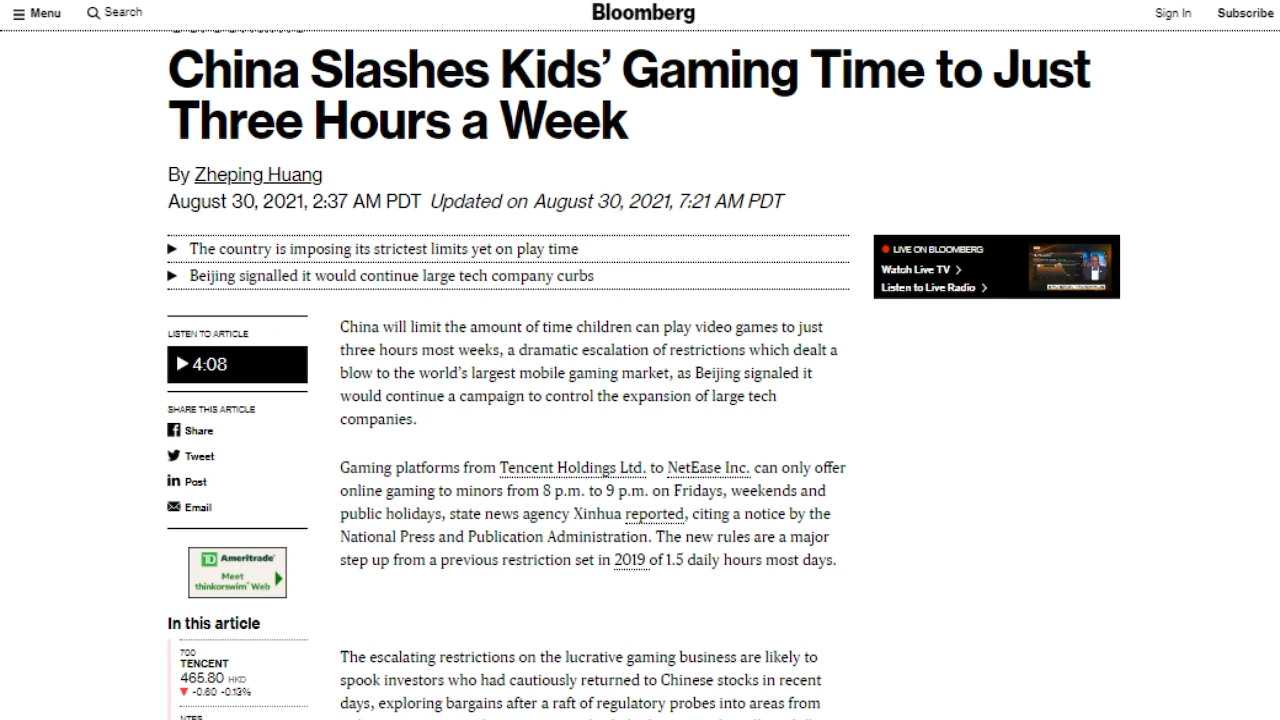 Menu
Search
Bloomberg
Sign In
Subscribe
China Slashes Kids’ Gaming Time to Just
Three Hours a Week
By Zheping Huang
August 30, 2021, 2:37 AM PDT Updated on August 30, 2021, 7:21 AM PDT
The country is imposing its strictest limits yet on play time
Beijing signalled it would continue large tech company curbs
LIVE ON BLOOMBERG
Watch Live TV
Listen to Live Radio
LISTEN TO ARTICLE
4:08
SHARE THIS ARTICLE
Share
Tweet
Post
Email
TD Ameritrade
Meet
thinkorswim Web
In this article
700
TENCENT
465.80 HKD
-0.60 -0.13%
NTES
China will limit the amount of time children can play video games to just
three hours most weeks, a dramatic escalation of restrictions which dealt a
blow to the world’s largest mobile gaming market, as Beijing signaled it
would continue a campaign to control the expansion of large tech
companies.
Gaming platforms from Tencent Holdings Ltd. to NetEase Inc. can only offer
online gaming to minors from 8 p.m. to 9 p.m. on Fridays, weekends and
public holidays, state news agency Xinhua reported, citing a notice by the
National Press and Publication Administration. The new rules are a major
step up from a previous restriction set in 2019 of 1.5 daily hours most days.
The escalating restrictions on the lucrative gaming business are likely to
spook investors who had cautiously returned to Chinese stocks in recent
days, exploring bargains after a raft of regulatory probes into areas from